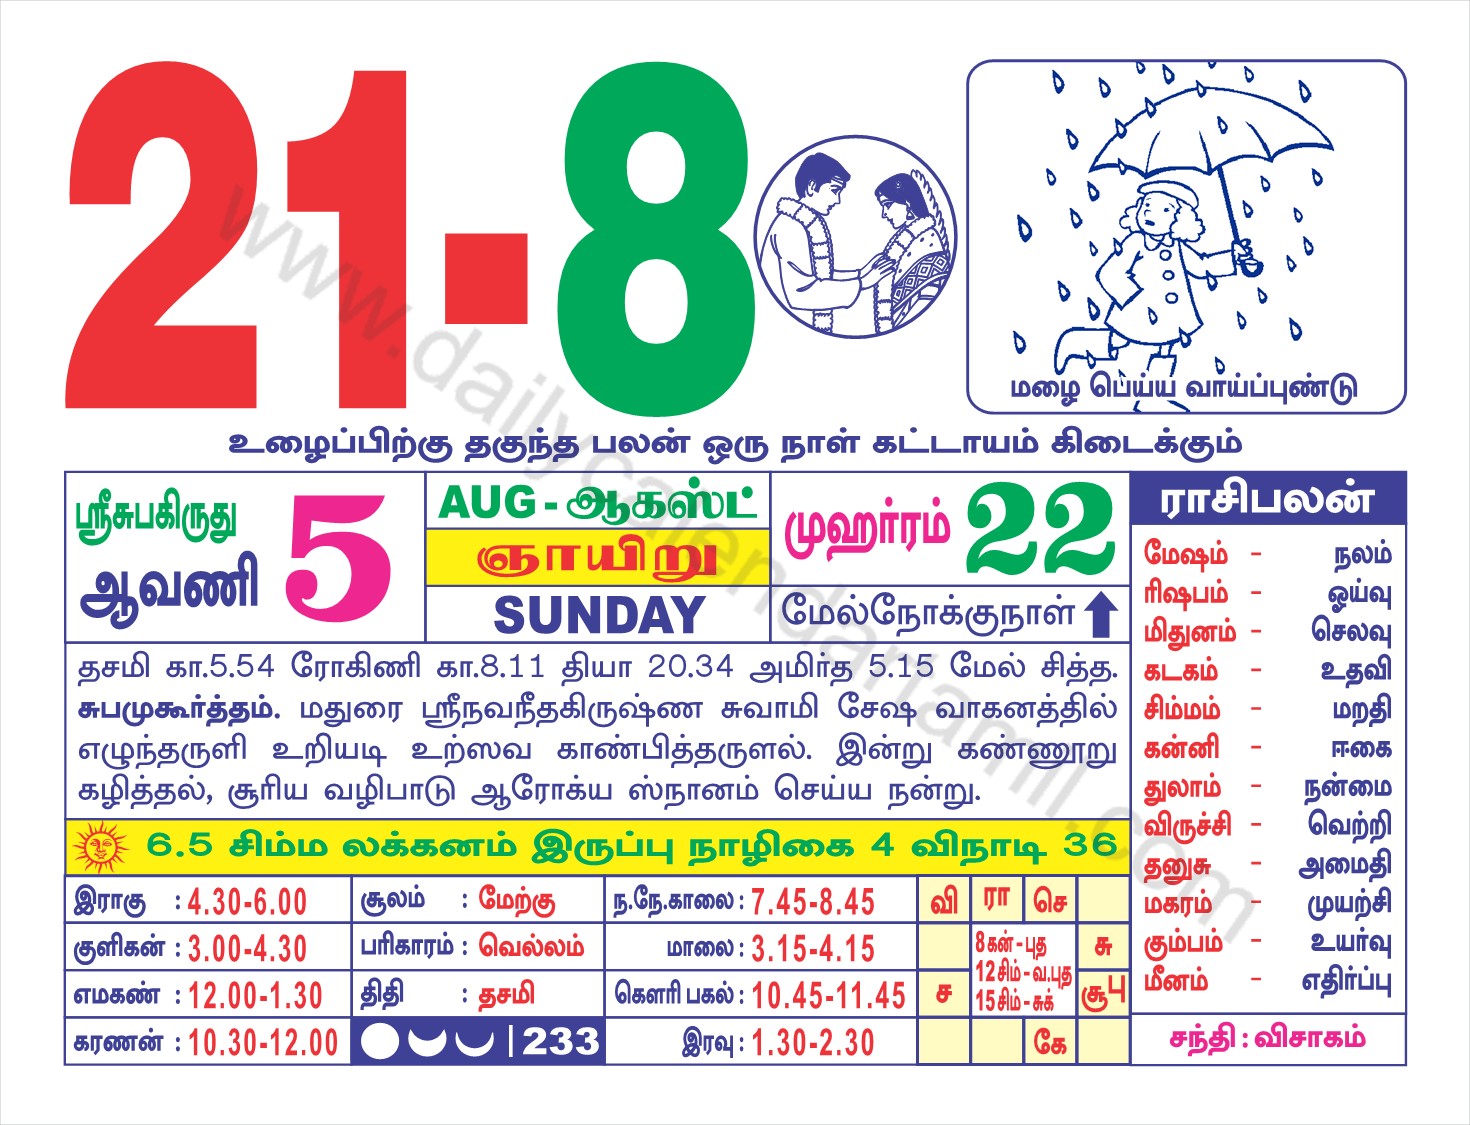 21-8
மழை பெய்ய வாய்ப்புண்டு
உழைப்பிற்கு தகுந்த பலன் ஒரு நாள் கட்டாயம் கிடைக்கும்
ஸ்ரீசுபகிருது
ஆவணி 5
AUG - ஆகஸ்ட்
ஞாயிறு
SUNDAY
முஹர்ரம் 22
மேல்நோக்குநாள்
தசமி கா.5.54 ரோகிணி கா.8.11 தியா 20.34 அமிர்த 5.15 மேல் சித்த.
சுபமுகூர்த்தம். மதுரை ஸ்ரீநவநீதகிருஷ்ண சுவாமி சேஷ வாகனத்தில்
எழுந்தருளி உறியடி உற்ஸவ காண்பித்தருளல். இன்று கண்ணூறு
கழித்தல், சூரிய வழிபாடு ஆரோக்ய ஸ்நானம் செய்ய நன்று.
6.5 சிம்ம லக்கனம் இருப்பு நாழிகை 4 விநாடி 36
இராகு : 4.30-6.00
குளிகன் : 3.00-4.30
எமகண் : 12.00-1.30
கரணன் : 10.30-12.00
சூலம் : மேற்கு
பரிகாரம் : வெல்லம்
திதி : தசமி
233
ந.நே.காலை : 7.45-8.45
மாலை : 3.15-4.15
கௌரி பகல் : 10.45-11.45
இரவு : 1.30-2.30
வி ரா செ
8கன் - புத சு
12சிம் - வ.புத
ச 15சிம் - சுக் சூபு
கே
ராசிபலன்
மேஷம் - நலம்
ரிஷபம் - ஓய்வு
மிதுனம் - செலவு
கடகம் - உதவி
சிம்மம் - மறதி
கன்னி - ஈகை
துலாம் - நன்மை
விருச்சி - வெற்றி
தனுசு - அமைதி
மகரம் - முயற்சி
கும்பம் - உயர்வு
மீனம் - எதிர்ப்பு
சந்தி : விசாகம்
www.dailycalendartamil.com